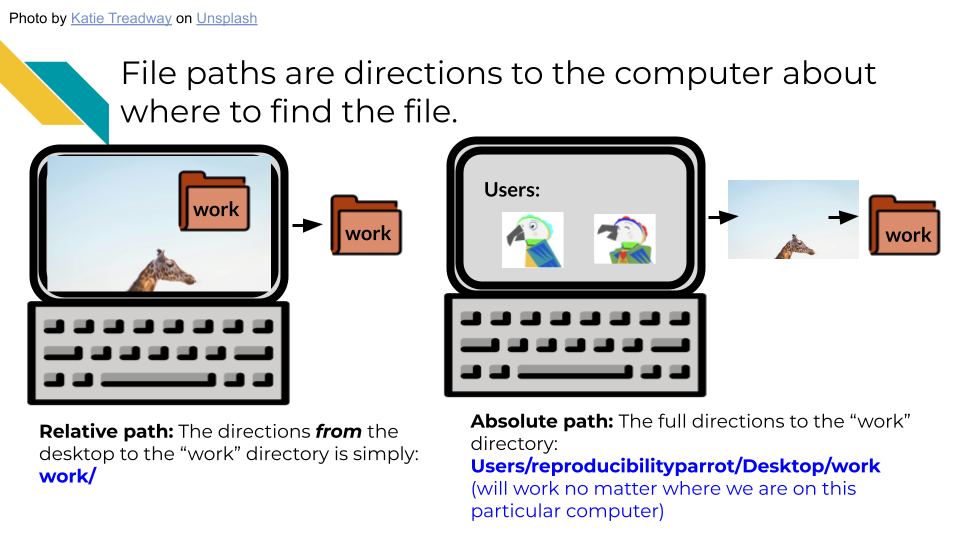 Photo by Katie Treadway on Unsplash
File paths are directions to the computer about
where to find the file.
work
work
Users:
work
Relative path: The directions from the
desktop to the “work” directory is simply:
work/
Absolute path: The full directions to the “work”
directory:
Users/reproducibilityparrot/Desktop/work
(will work no matter where we are on this
particular computer)